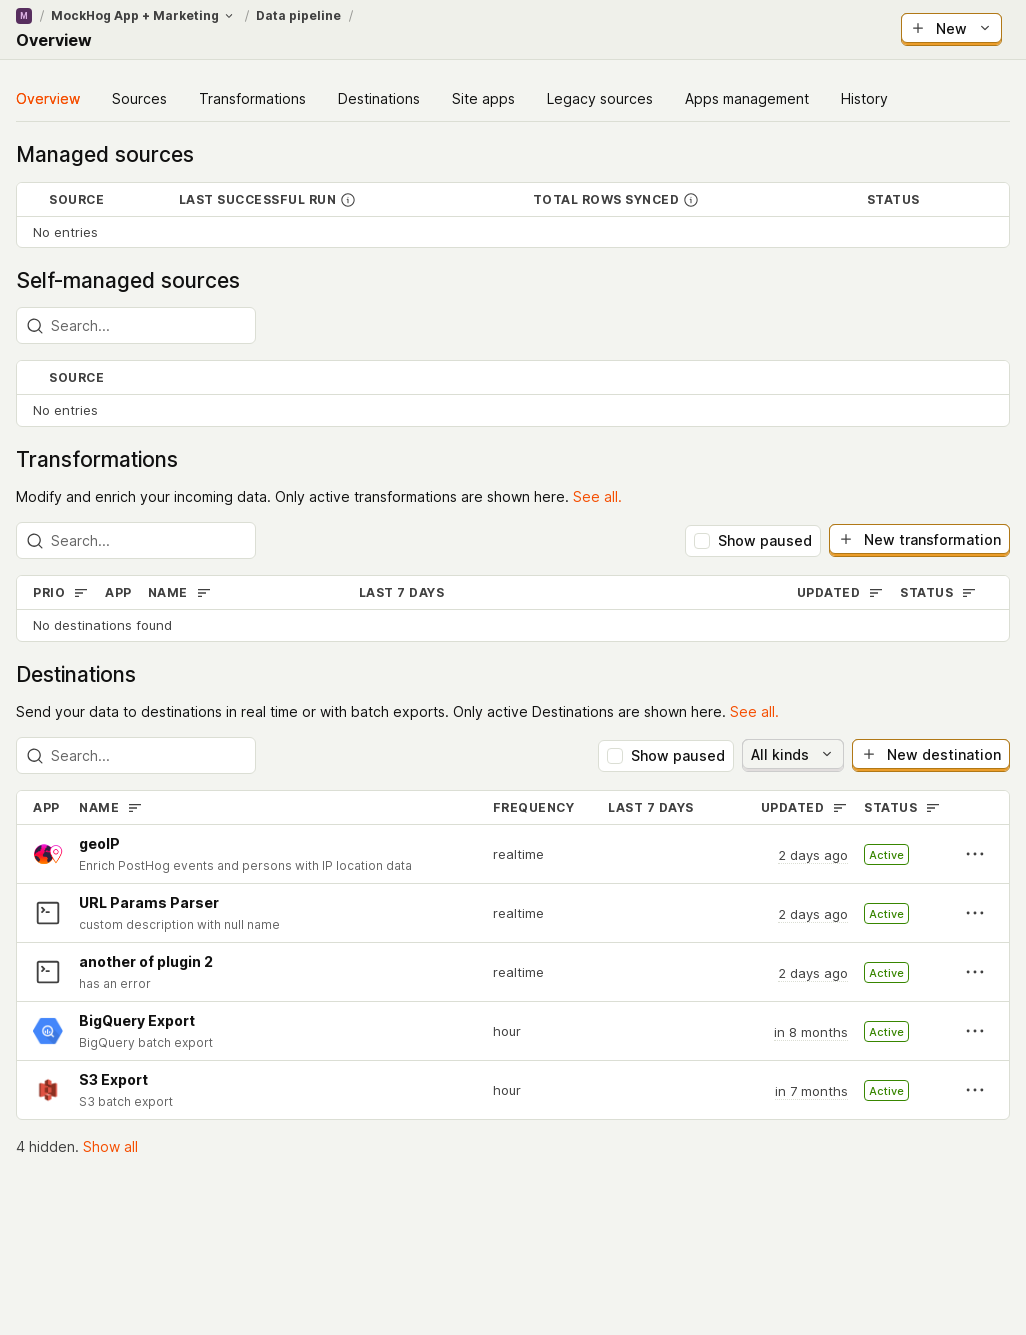 M / MockHog App + Marketing / Data pipeline /
Overview
New
Overview Sources Transformations Destinations Site apps Legacy sources Apps management History
Managed sources
SOURCE LAST SUCCESSFUL RUN TOTAL ROWS SYNCED STATUS
No entries
Self-managed sources
Search...
SOURCE
No entries
Transformations
Modify and enrich your incoming data. Only active transformations are shown here. See all.
Search... Show paused New transformation
PRIO APP NAME LAST 7 DAYS UPDATED STATUS
No destinations found
Destinations
Send your data to destinations in real time or with batch exports. Only active Destinations are shown here. See all.
Search... Show paused All kinds New destination
APP NAME FREQUENCY LAST 7 DAYS UPDATED STATUS
geoIP
Enrich PostHog events and persons with IP location data
realtime 2 days ago Active
URL Params Parser
custom description with null name
realtime 2 days ago Active
another of plugin 2
has an error
realtime 2 days ago Active
BigQuery Export
BigQuery batch export
hour in 8 months Active
S3 Export
S3 batch export
hour in 7 months Active
4 hidden. Show all